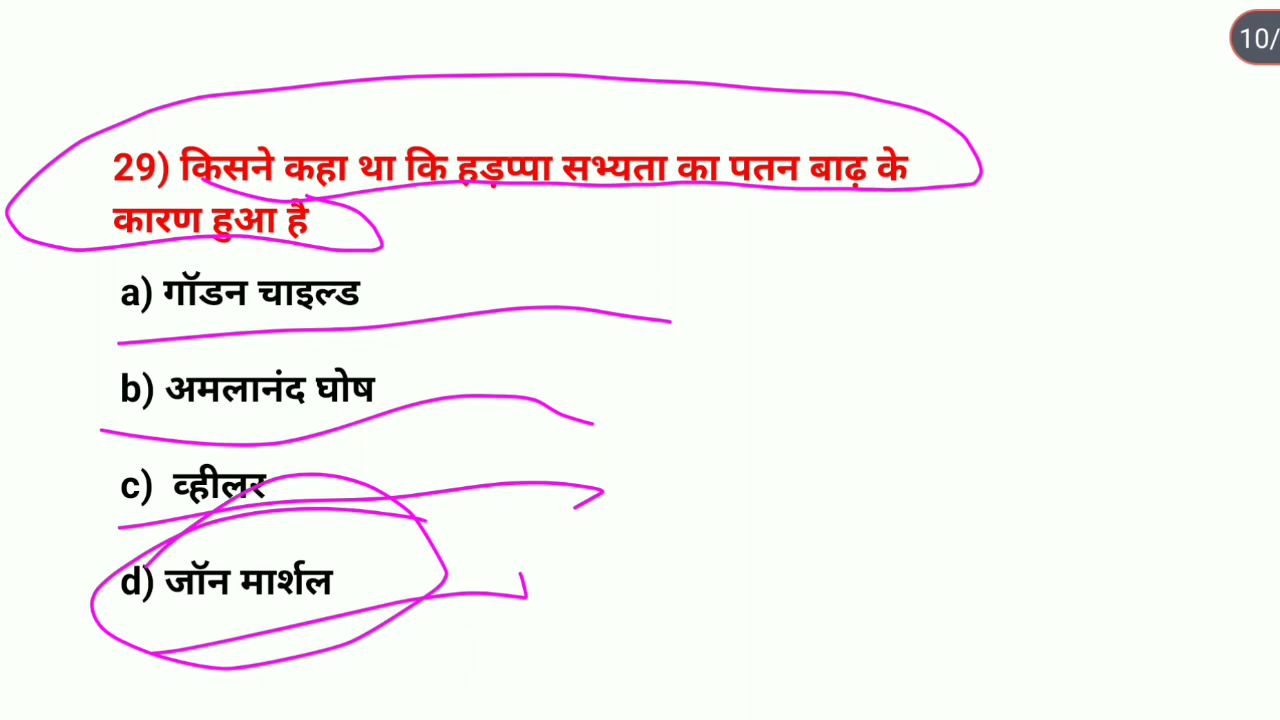 10/
29) किसने कहा था कि हड़प्पा सभ्यता का पतन बाढ़ के
कारण हुआ है
a) गॉडन चाइल्ड
b) अमलानंद घोष
c) व्हीलर
d) जॉन मार्शल